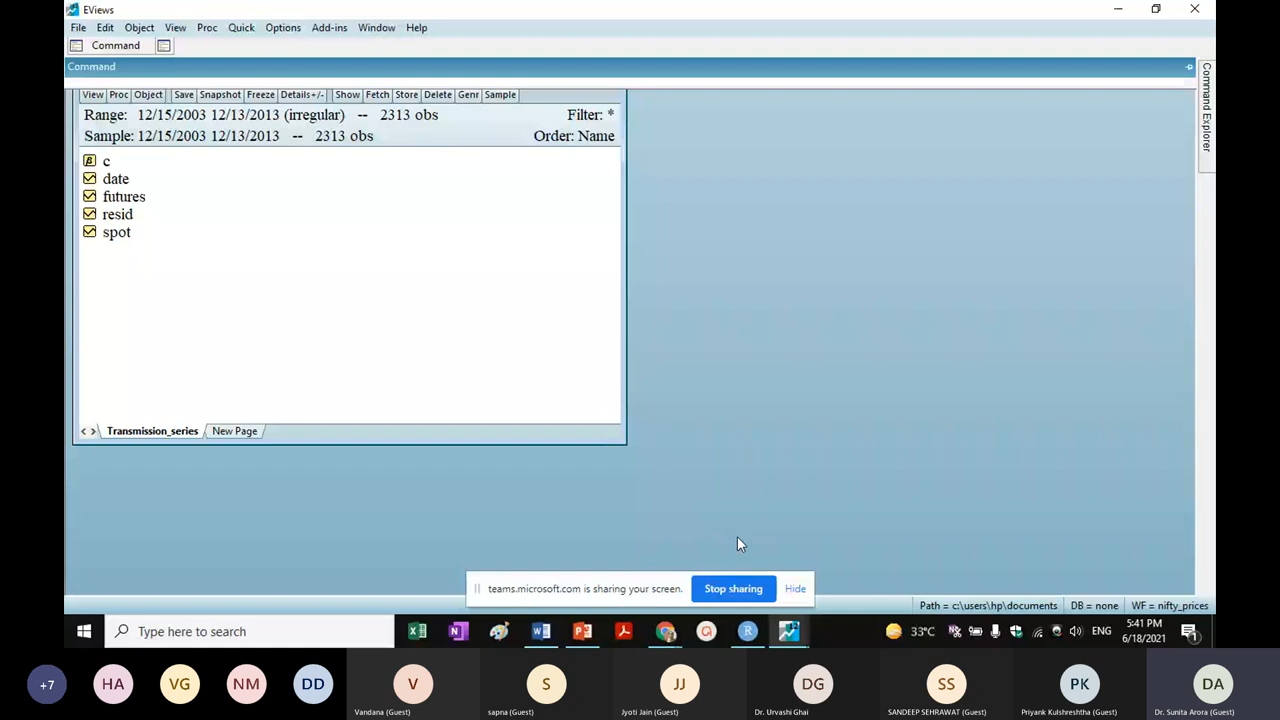 EViews
File Edit Object View Proc Quick Options Add-ins Window Help
Command
Command
Command Explorer
View Proc Object Save Snapshot Freeze Details+/- Show Fetch Store Delete Genr Sample
Range: 12/15/2003 12/13/2013 (irregular) -- 2313 obs Filter: *
Sample: 12/15/2003 12/13/2013 -- 2313 obs Order: Name
c
date
futures
resid
spot
Transmission_series New Page
teams.microsoft.com is sharing your screen. Stop sharing Hide
Path = c:\users\hp\documents DB = none WF = nifty_prices
Type here to search
33°C ENG
5:41 PM
6/18/2021
1
+7 HA VG NM DD V S JJ DG SS PK DA
Vandana (Guest) sapna (Guest) Jyoti Jain (Guest) Dr. Urvashi Ghai SANDEEP SEHRAWAT (Guest) Priyank Kulshreshtha (Guest) Dr. Sunita Arora (Guest)